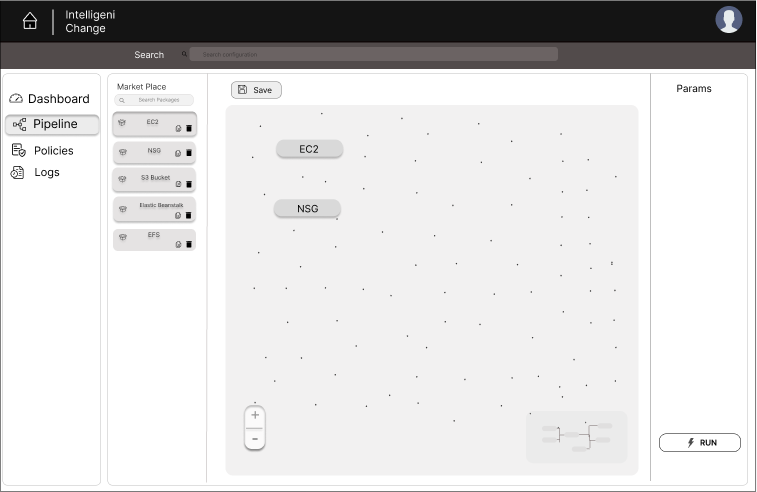 Intelligeni
Change
Search
Search configuration
Dashboard
Pipeline
Policies
Logs
Market Place
Search Packages
EC2
NSG
S3 Bucket
Elastic Beanstalk
EFS
Save
EC2
NSG
+
-
Params
RUN